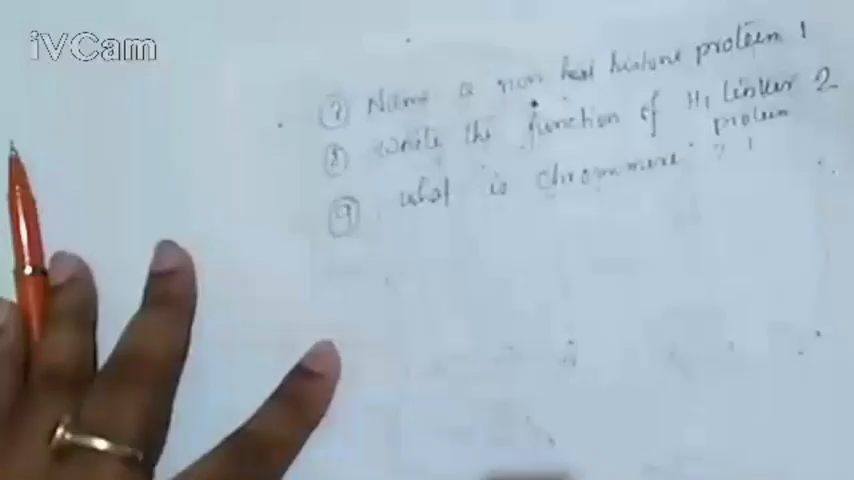 iVCam
7 Name a non histone protein 1
8 Write the function of H1 linker protein 2
9 What is chrommere ? 1